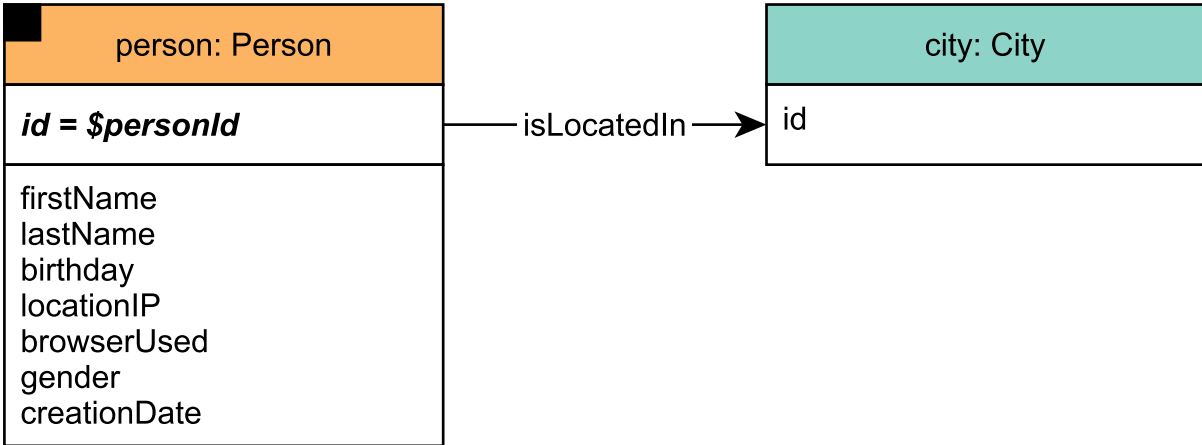 person: Person
id = $personId
firstName
lastName
birthday
locationIP
browserUsed
gender
creationDate
isLocatedIn
city: City
id